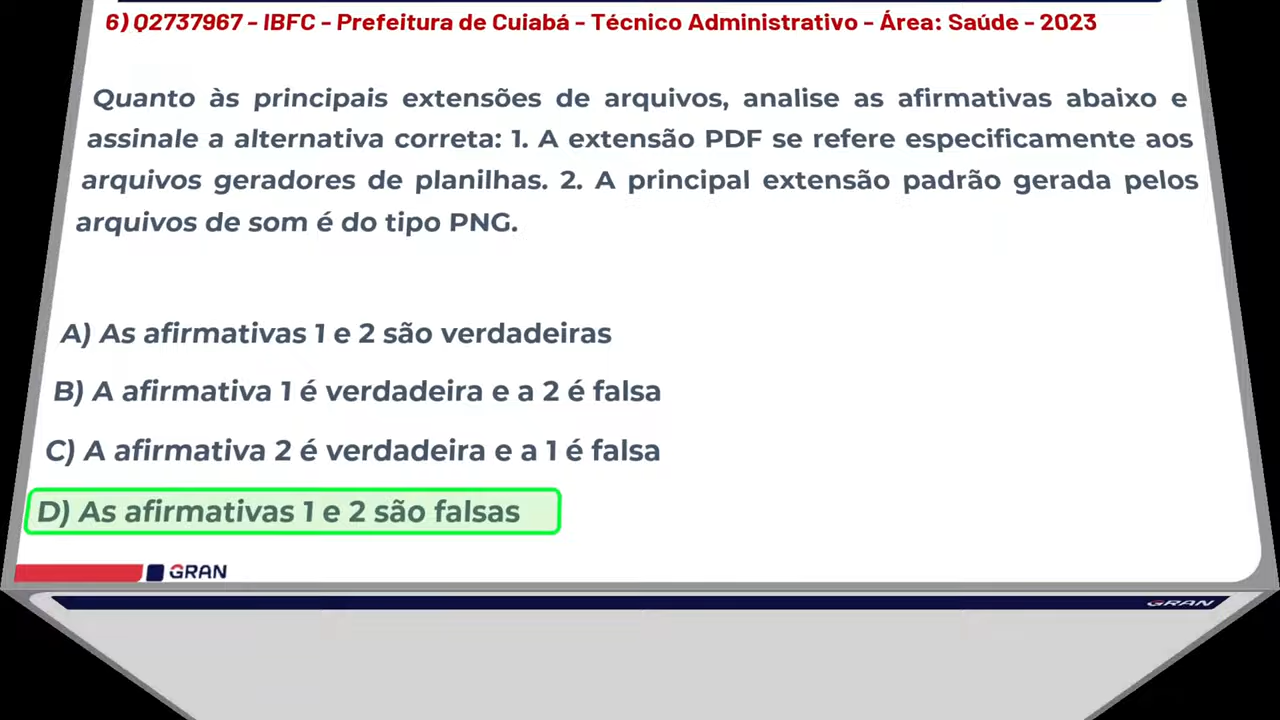 6) Q2737967 - IBFC - Prefeitura de Cuiabá - Técnico Administrativo - Área: Saúde - 2023
Quanto às principais extensões de arquivos, analise as afirmativas abaixo e
assinale a alternativa correta: 1. A extensão PDF se refere especificamente aos
arquivos geradores de planilhas. 2. A principal extensão padrão gerada pelos
arquivos de som é do tipo PNG.
A) As afirmativas 1 e 2 são verdadeiras
B) A afirmativa 1 é verdadeira e a 2 é falsa
C) A afirmativa 2 é verdadeira e a 1 é falsa
D) As afirmativas 1 e 2 são falsas
GRAN
GRAN